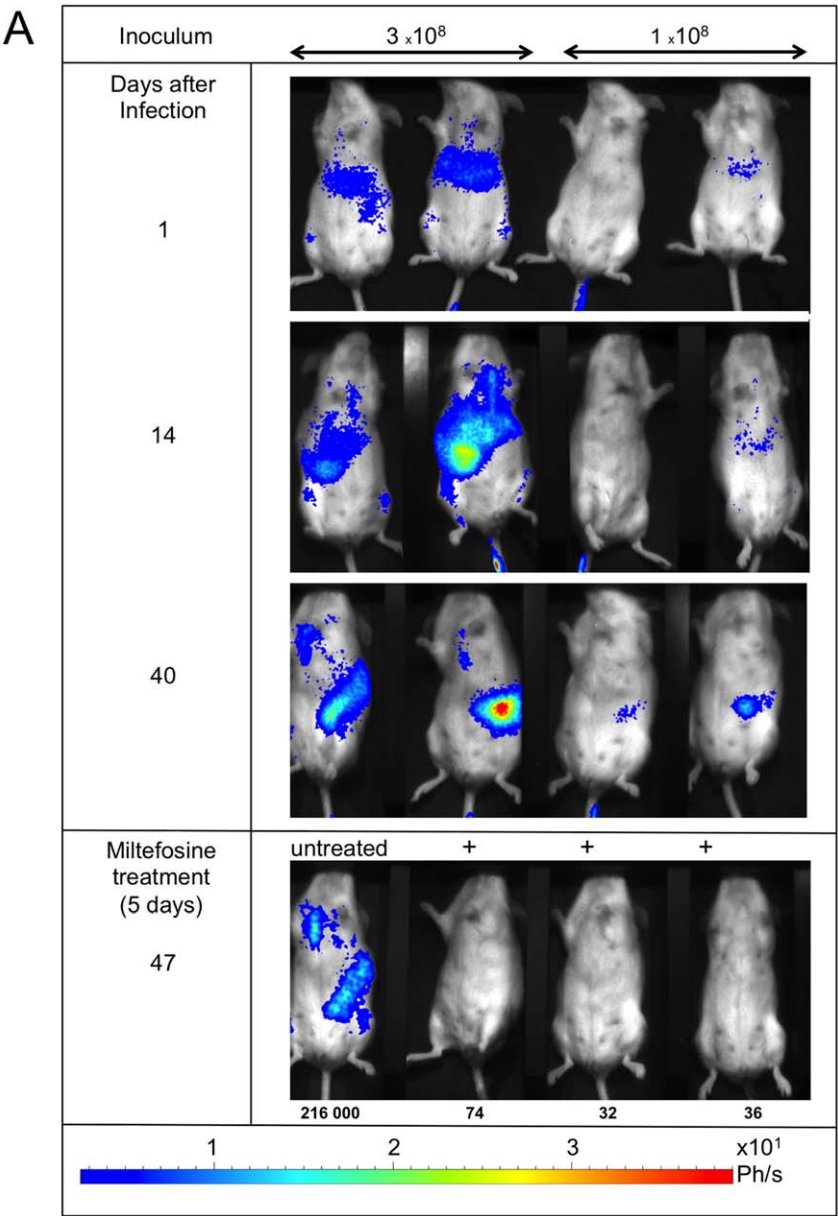 A
Inoculum
3 x10⁸
1 x10⁸
Days after
Infection
1
14
40
Miltefosine
treatment
(5 days)
47
untreated
+
+
+
216 000
74
32
36
1
2
3
x10¹
Ph/s